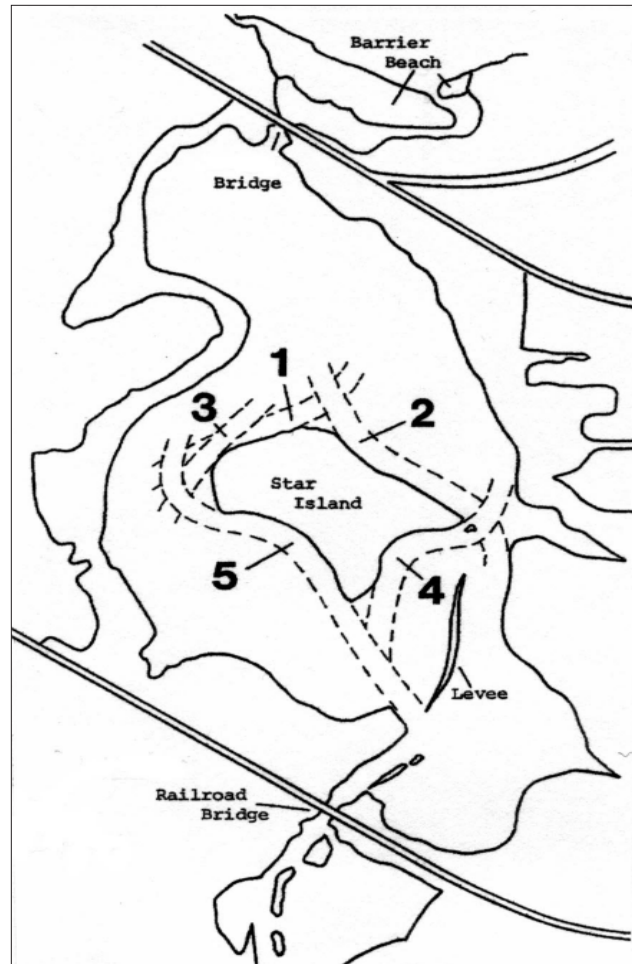 Barrier
Beach
Bridge
1
3
2
Star
Island
5
4
Levee
Railroad
Bridge